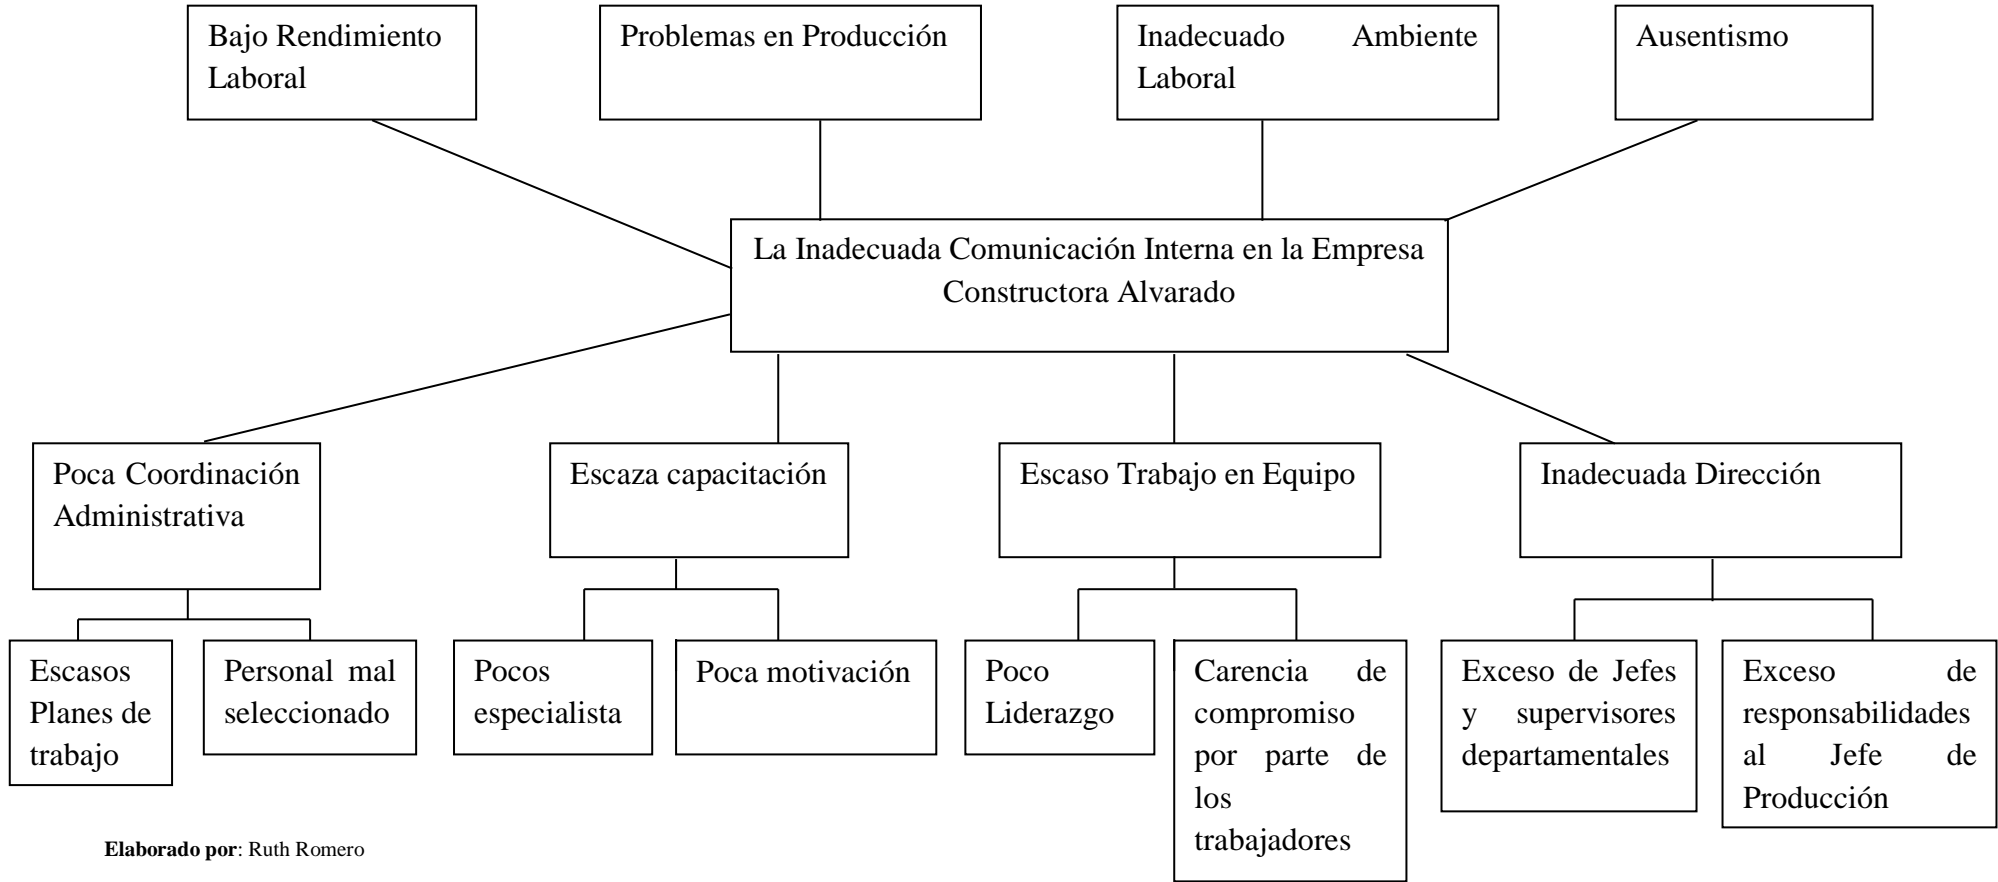 Bajo Rendimiento
Laboral
Problemas en Producción
Inadecuado Ambiente
Laboral
Ausentismo
La Inadecuada Comunicación Interna en la Empresa
Constructora Alvarado
Poca Coordinación
Administrativa
Escaza capacitación
Escaso Trabajo en Equipo
Inadecuada Dirección
Escasos
Planes de
trabajo
Personal mal
seleccionado
Pocos
especialista
Poca motivación
Poco
Liderazgo
Carencia de
compromiso
por parte de
los
trabajadores
Exceso de Jefes
y supervisores
departamentales
Exceso de
responsabilidades
al Jefe de
Producción
Elaborado por: Ruth Romero